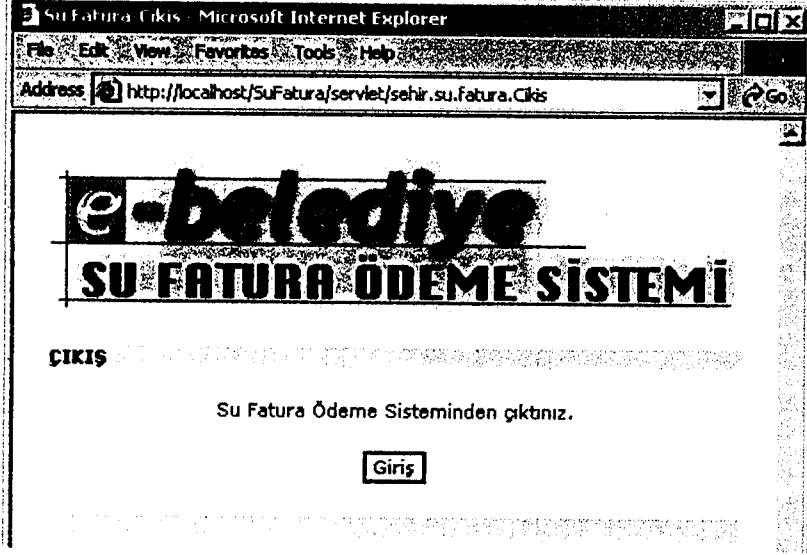 Su Fatura-Cikis - Microsoft Internet Explorer
File Edit View Favorites Tools Help
Address http://localhost/SuFatura/servlet/sehir.su.fatura.Cikis Go
e-belediye
SU FATURA ÖDEME SİSTEMİ
ÇIKIŞ
Su Fatura Ödeme Sisteminden çıktınız.
Giriş